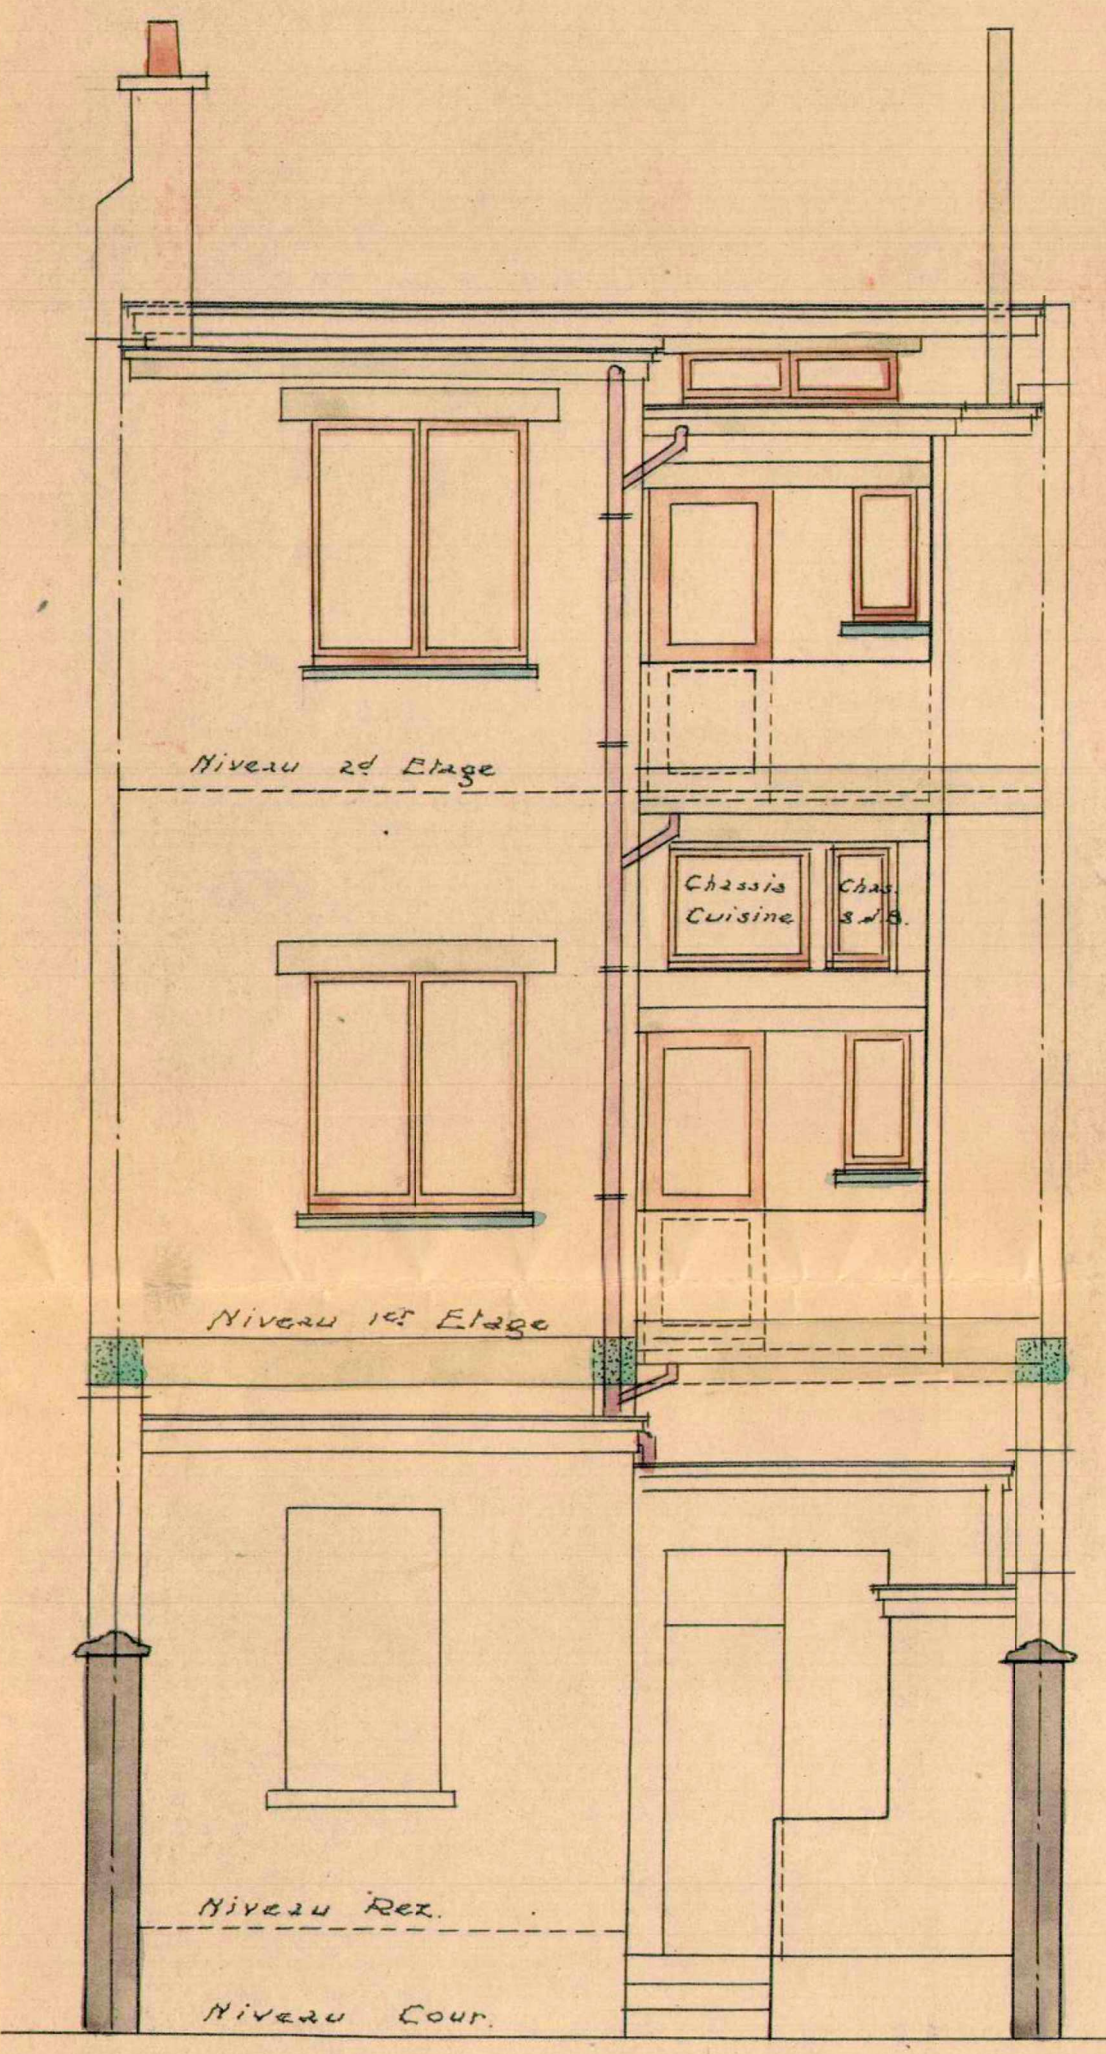 Niveau 2d Etage
Chassis
Cuisine
Chas.
S.d.B.
Niveau 1er Etage
Niveau Rez.
Niveau Cour.